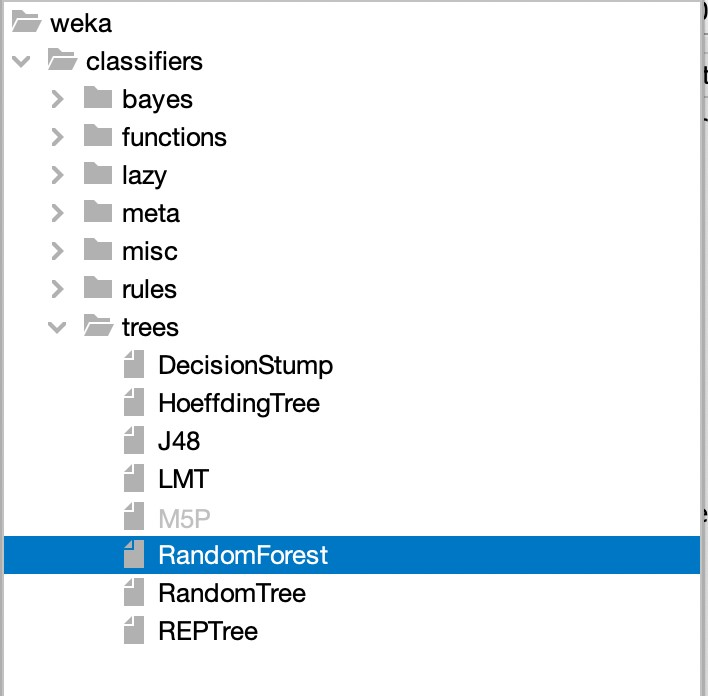 weka
classifiers
bayes
functions
lazy
meta
misc
rules
trees
DecisionStump
HoeffdingTree
J48
LMT
M5P
RandomForest
RandomTree
REPTree